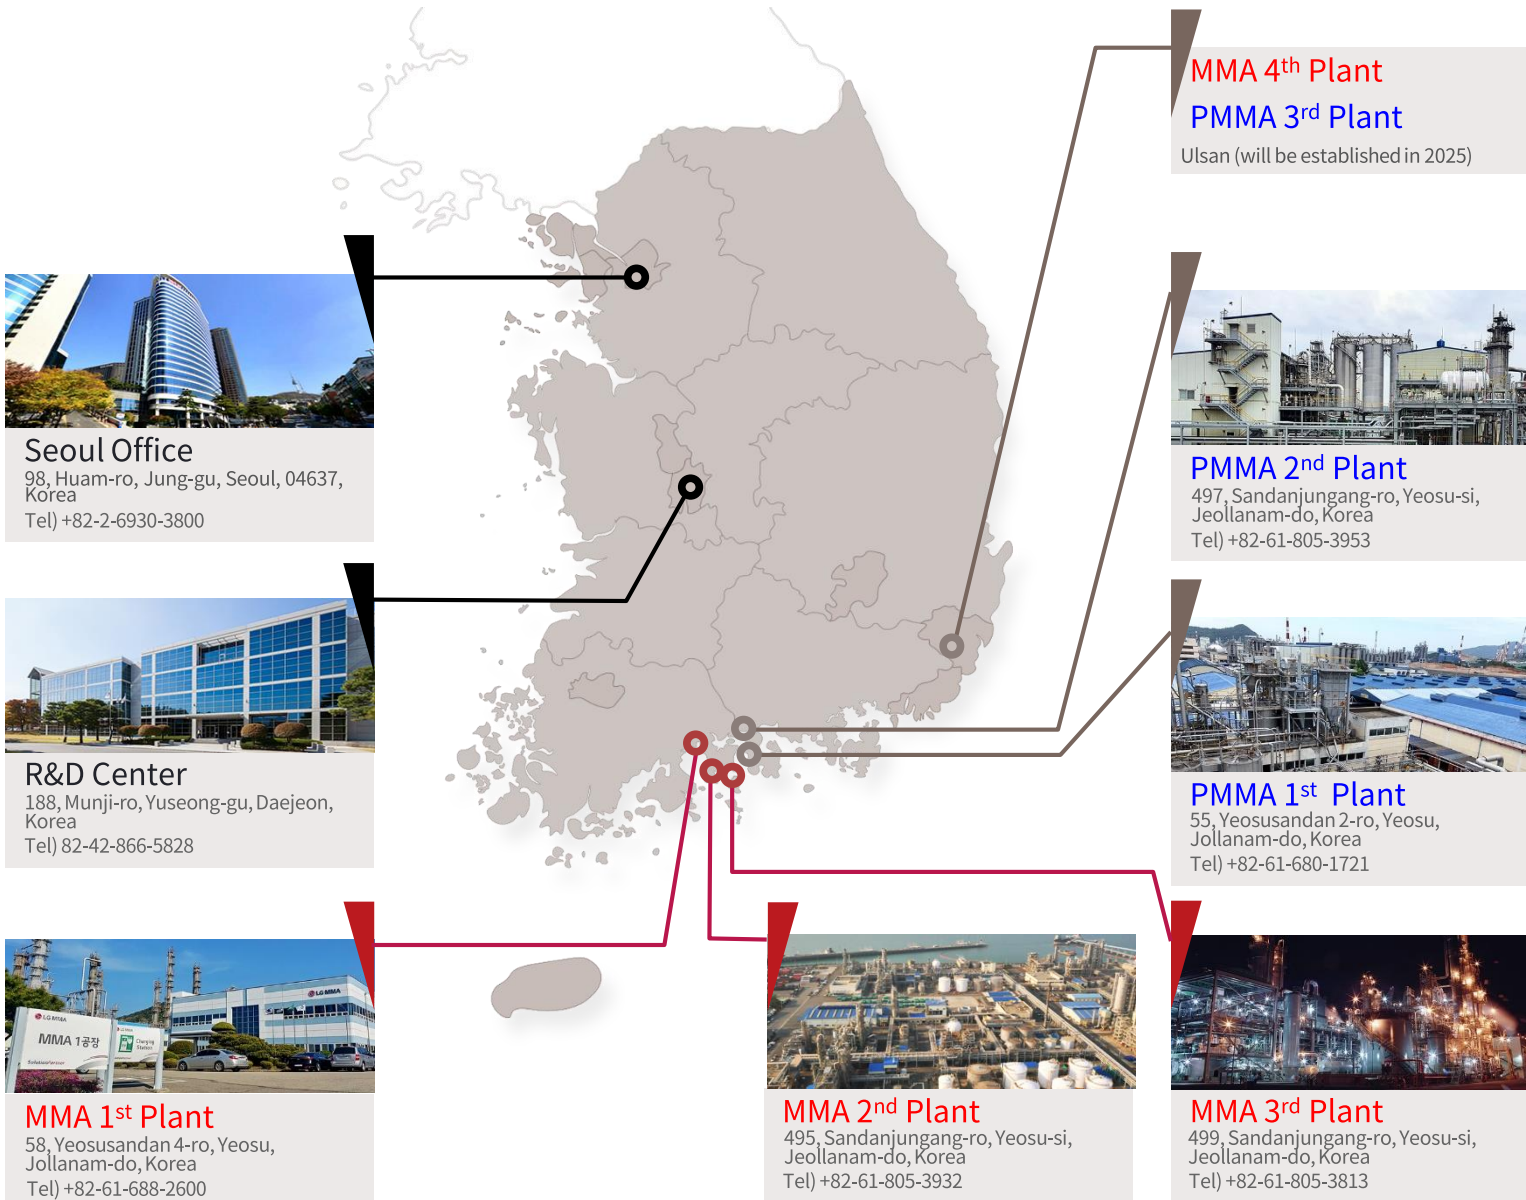 MMA 4th Plant
PMMA 3rd Plant
Ulsan (will be established in 2025)
Seoul Office
98, Huam-ro, Jung-gu, Seoul, 04637,
Korea
Tel) +82-2-6930-3800
PMMA 2nd Plant
497, Sandanjungang-ro, Yeosu-si,
Jeollanam-do, Korea
Tel) +82-61-805-3953
R&D Center
188, Munji-ro, Yuseong-gu, Daejeon,
Korea
Tel) 82-42-866-5828
PMMA 1st Plant
55, Yeosusandan 2-ro, Yeosu,
Jollanam-do, Korea
Tel) +82-61-680-1721
LG MMA
LG MMA
MMA 1공장
Charging
Station
MMA 1st Plant
58, Yeosusandan 4-ro, Yeosu,
Jollanam-do, Korea
Tel) +82-61-688-2600
MMA 2nd Plant
495, Sandanjungang-ro, Yeosu-si,
Jeollanam-do, Korea
Tel) +82-61-805-3932
MMA 3rd Plant
499, Sandanjungang-ro, Yeosu-si,
Jeollanam-do, Korea
Tel) +82-61-805-3813